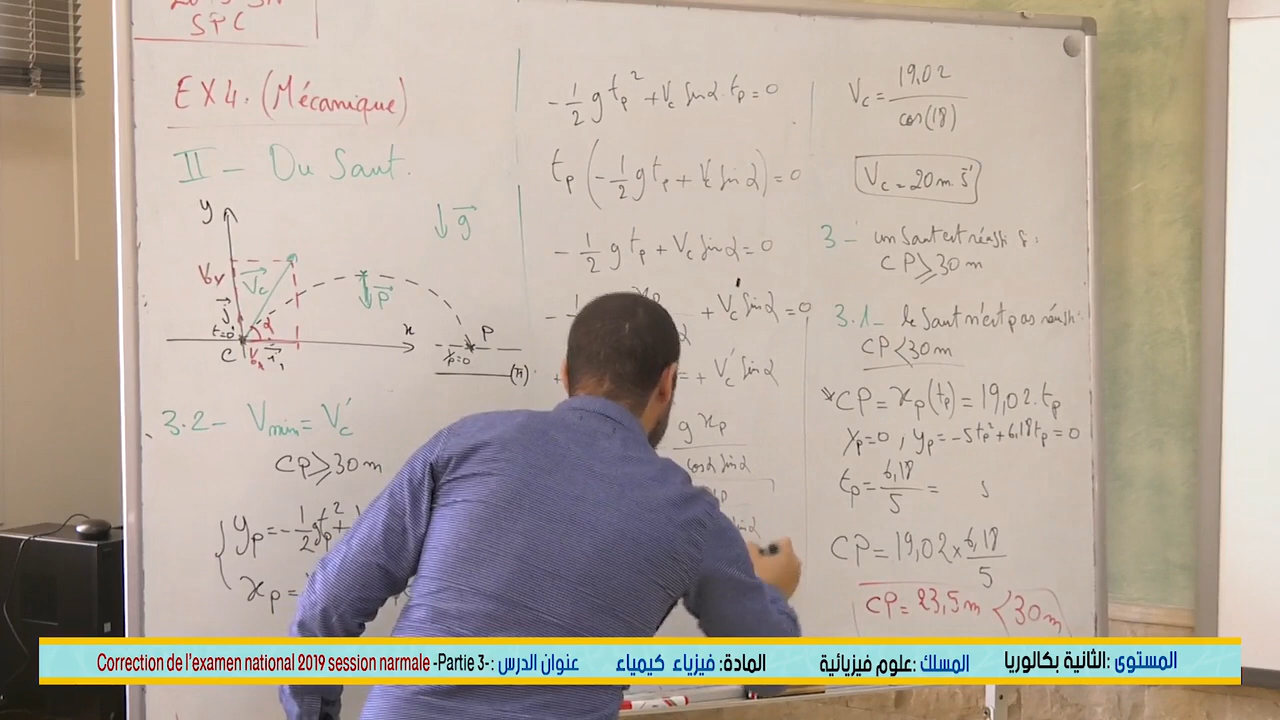 SPC
EX4. (Mécanique)
II - Du Saut.
y
↓ g⃗
V⃗c
P⃗
j⃗
t=0
α
C
i⃗
x
P
yp=0
(π)
3.2- Vmin = V'c
CP ≥ 30 m
yp = -1/2 g tp² +
xp =
-1/2 g tp² + Vc sin α . tp = 0
tp (-1/2 g tp + Vc sin α) = 0
-1/2 g tp + Vc sin α = 0
+ V'c sin α = 0
= + V'c sin α
g xp
cos α sin α
Vc = 19,02 / cos(18)
Vc = 20 m.s⁻¹
3 - un saut est réussi si :
CP ≥ 30 m
3.1- le saut n'est pas réussi :
CP < 30 m
* CP = xp(tp) = 19,02 . tp
yp = 0 , yp = -5tp² + 6,18 tp = 0
tp = 6,18 / 5 = s
CP = 19,02 × 6,18 / 5
CP = 23,5 m < 30 m
المستوى :الثانية بكالوريا المسلك :علوم فيزيائية المادة: فيزياء كيمياء عنوان الدرس : Correction de l'examen national 2019 session narmale -Partie 3-